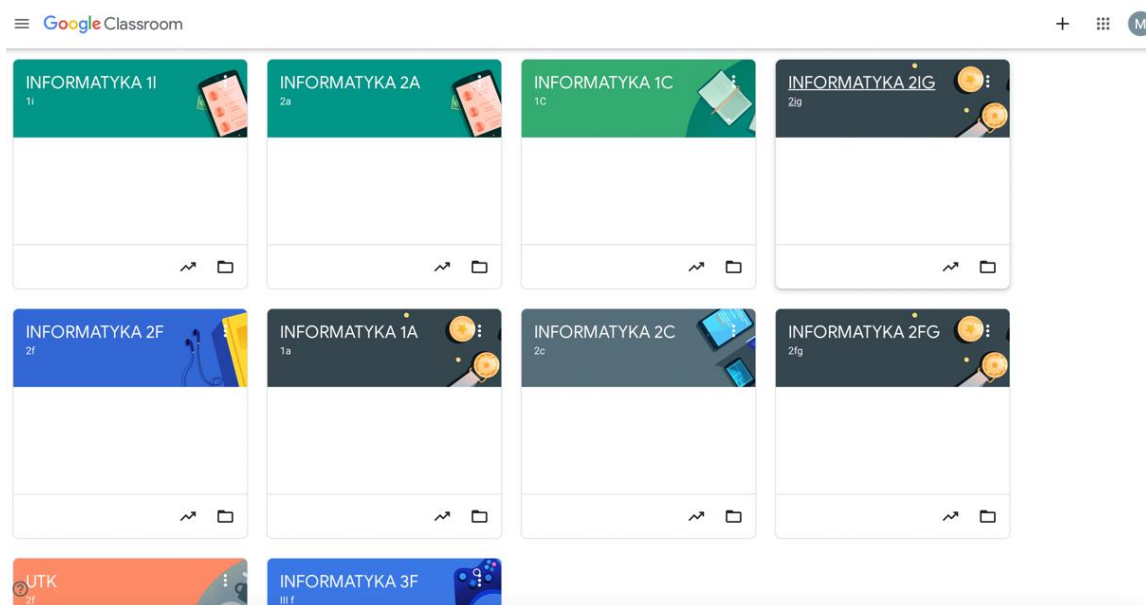 Google Classroom
M
INFORMATYKA 1I
1i
INFORMATYKA 2A
2a
INFORMATYKA 1C
1C
INFORMATYKA 2IG
2ig
INFORMATYKA 2F
2f
INFORMATYKA 1A
1a
INFORMATYKA 2C
2c
INFORMATYKA 2FG
2fg
UTK
2f
INFORMATYKA 3F
III f